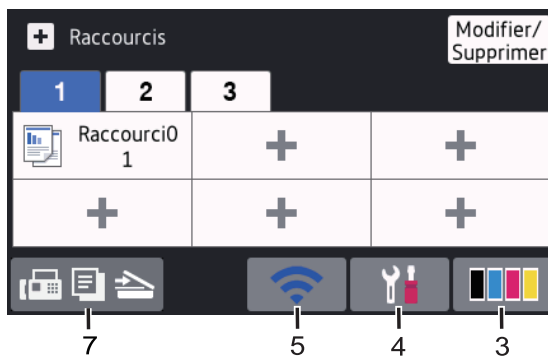 Raccourcis
Modifier/
Supprimer
1 2 3
Raccourci0
1
7 5 4 3